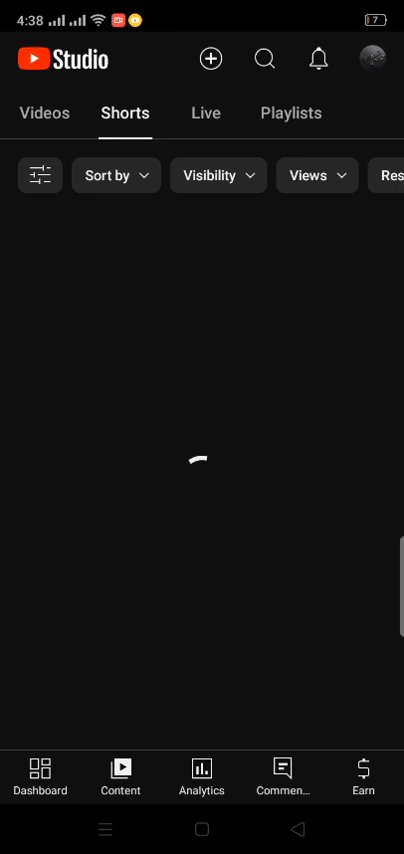 4:38
7
Studio
Videos Shorts Live Playlists
Sort by Visibility Views Res
Dashboard Content Analytics Commen... Earn